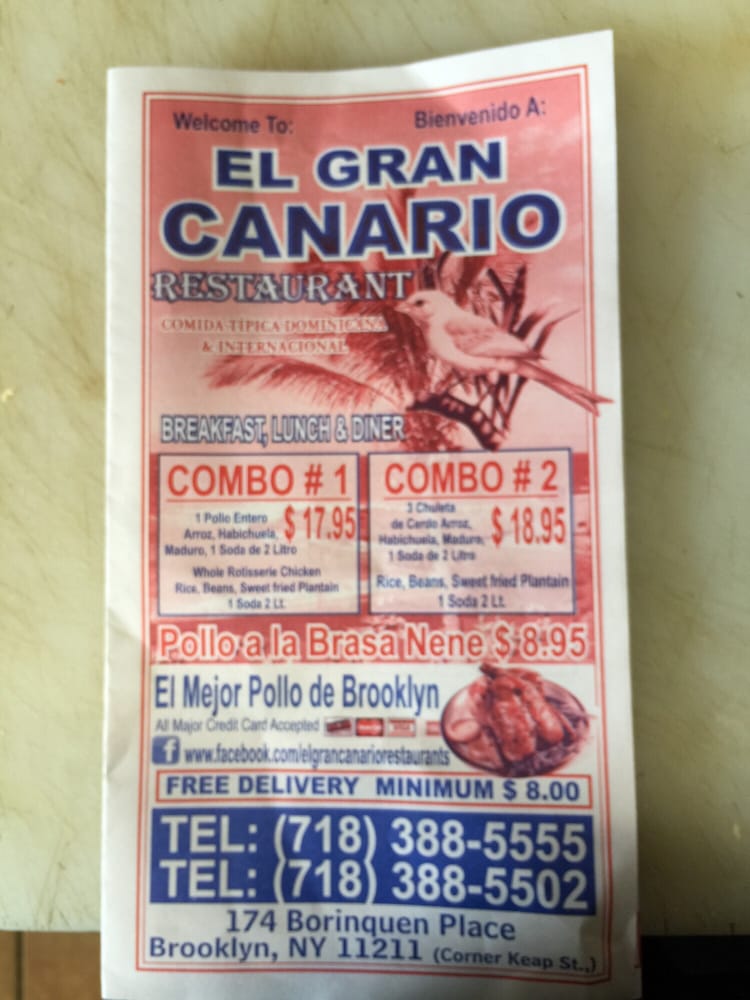 Welcome To:
Bienvenido A:
EL GRAN
CANARIO
RESTAURANT
COMIDA TIPICA DOMINICANA
& INTERNACIONAL
BREAKFAST, LUNCH & DINER
COMBO # 1
1 Pollo Entero
Arroz, Habichuela,
Maduro, 1 Soda de 2 Litro
$ 17.95
Whole Rotisserie Chicken
Rice, Beans, Sweet fried Plantain
1 Soda 2 Lt.
COMBO # 2
3 Chuleta
de Cerdo Arroz,
Habichuela, Maduro,
1 Soda de 2 Litro
$ 18.95
Rice, Beans, Sweet fried Plantain
1 Soda 2 Lt.
Pollo a la Brasa Nene $ 8.95
El Mejor Pollo de Brooklyn
All Major Credit Card Accepted
f www.facebook.com/elgrancanariorestaurants
FREE DELIVERY MINIMUM $ 8.00
TEL: (718) 388-5555
TEL: (718) 388-5502
174 Borinquen Place
Brooklyn, NY 11211 (Corner Keap St.,)